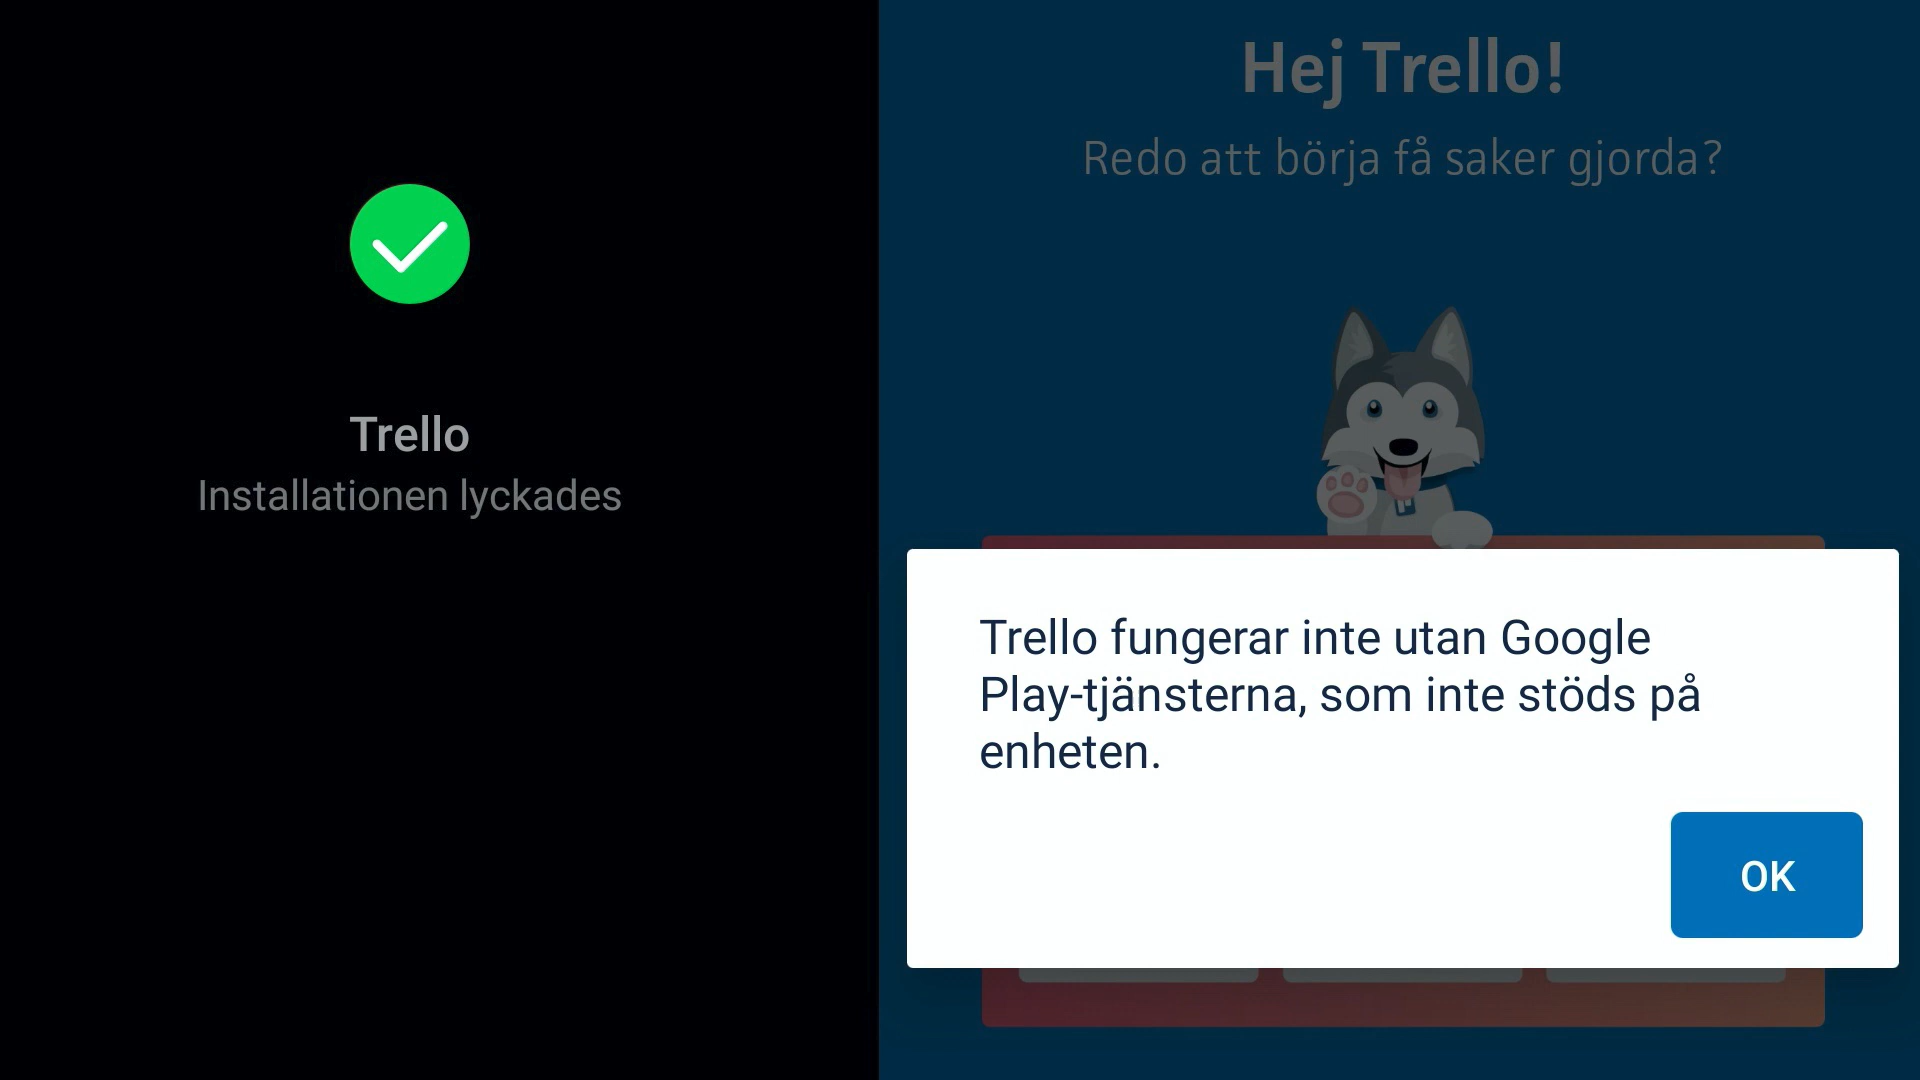 Trello
Installationen lyckades
Hej Trello!
Redo att börja få saker gjorda?
Trello fungerar inte utan Google
Play-tjänsterna, som inte stöds på
enheten.
OK